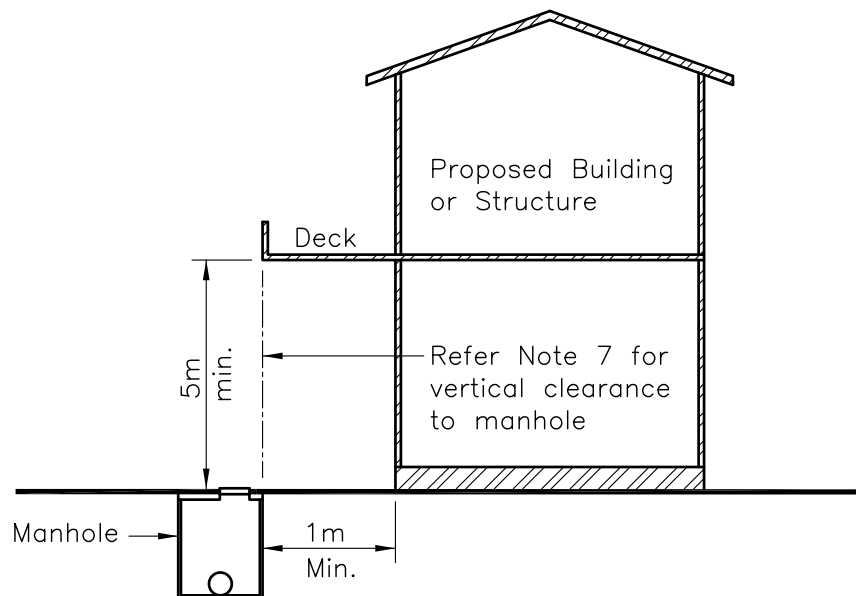 Proposed Building
or Structure
Deck
5m
min.
Refer Note 7 for
vertical clearance
to manhole
Manhole
1m
Min.